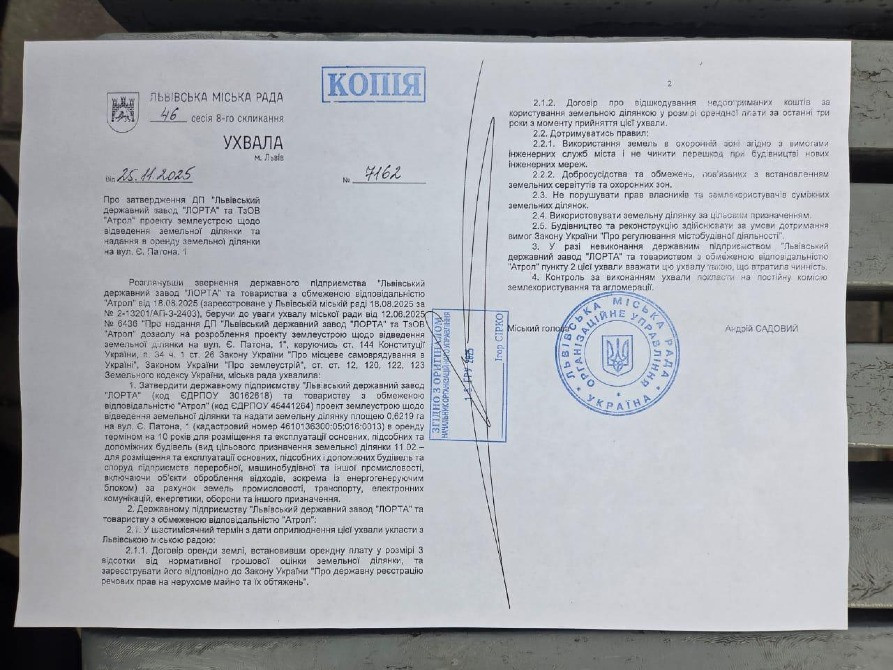 КОПІЯ
ЛЬВІВСЬКА МІСЬКА РАДА
46 сесія 8-го скликання
УХВАЛА
м. Львів
від 25.11.2025 № 7162
Про затвердження ДП "Львівський
державний завод "ЛОРТА" та ТзОВ
"Атрол" проекту землеустрою щодо
відведення земельної ділянки та
надання в оренду земельної ділянки
на вул. Є. Патона, 1
Розглянувши звернення державного підприємства "Львівський
державний завод "ЛОРТА" та товариства з обмеженою відповідальністю
"Атрол" від 18.08.2025 (зареєстроване у Львівській міській раді 18.08.2025 за
№ 2-13201/АП-3-2403), беручи до уваги ухвалу міської ради від 12.06.2025
№ 6436 "Про надання ДП "Львівський державний завод "ЛОРТА" та ТзОВ
"Атрол" дозволу на розроблення проекту землеустрою щодо відведення
земельної ділянки на вул. Є. Патона, 1", керуючись ст. 144 Конституції
України, п. 34 ч. 1 ст. 26 Закону України "Про місцеве самоврядування в
Україні", Законом України "Про землеустрій", ст. ст. 12, 120, 122, 123
Земельного кодексу України, міська рада ухвалила:
1. Затвердити державному підприємству "Львівський державний завод
"ЛОРТА" (код ЄДРПОУ 30162618) та товариству з обмеженою
відповідальністю "Атрол" (код ЄДРПОУ 45441264) проект землеустрою щодо
відведення земельної ділянки та надати земельну ділянку площею 0,6219 га
на вул. Є. Патона, 1 (кадастровий номер 4610136300:05:016:0013) в оренду
терміном на 10 років для розміщення та експлуатації основних, підсобних та
допоміжних будівель (вид цільового призначення земельної ділянки 11.02 –
для розміщення та експлуатації основних, підсобних і допоміжних будівель та
споруд підприємств переробної, машинобудівної та іншої промисловості,
включаючи об'єкти оброблення відходів, зокрема із енергогенеруючим
блоком) за рахунок земель промисловості, транспорту, електронних
комунікацій, енергетики, оборони та іншого призначення.
2. Державному підприємству "Львівський державний завод "ЛОРТА" та
товариству з обмеженою відповідальністю "Атрол":
2.1. У шестимісячний термін з дати оприлюднення цієї ухвали укласти з
Львівською міською радою:
2.1.1. Договір оренди землі, встановивши орендну плату у розмірі 3
відсотки від нормативної грошової оцінки земельної ділянки, та
зареєструвати його відповідно до Закону України "Про державну реєстрацію
речових прав на нерухоме майно та їх обтяжень".
ЗГІДНО З ОРИГІНАЛОМ
Ігор СІРКО
2
2.1.2. Договір про відшкодування недоотриманих коштів за
користування земельною ділянкою у розмірі орендної плати за останні три
роки з моменту прийняття цієї ухвали.
2.2. Дотримуватись правил:
2.2.1. Використання земель в охоронній зоні згідно з вимогами
інженерних служб міста і не чинити перешкод при будівництві нових
інженерних мереж.
2.2.2. Добросусідства та обмежень, пов'язаних з встановленням
земельних сервітутів та охоронних зон.
2.3. Не порушувати прав власників та землекористувачів суміжних
земельних ділянок.
2.4. Використовувати земельну ділянку за цільовим призначенням.
2.5. Будівництво та реконструкцію здійснювати за умови дотримання
вимог Закону України "Про регулювання містобудівної діяльності".
3. У разі невиконання державним підприємством "Львівський
державний завод "ЛОРТА" та товариством з обмеженою відповідальністю
"Атрол" пункту 2 цієї ухвали вважати цю ухвалу такою, що втратила чинність.
4. Контроль за виконанням ухвали покласти на постійну комісію
землекористування та агломерації.
Міський голова Андрій САДОВИЙ
ЛЬВІВСЬКА МІСЬКА РАДА
ОРГАНІЗАЦІЙНЕ УПРАВЛІННЯ
* УКРАЇНА *